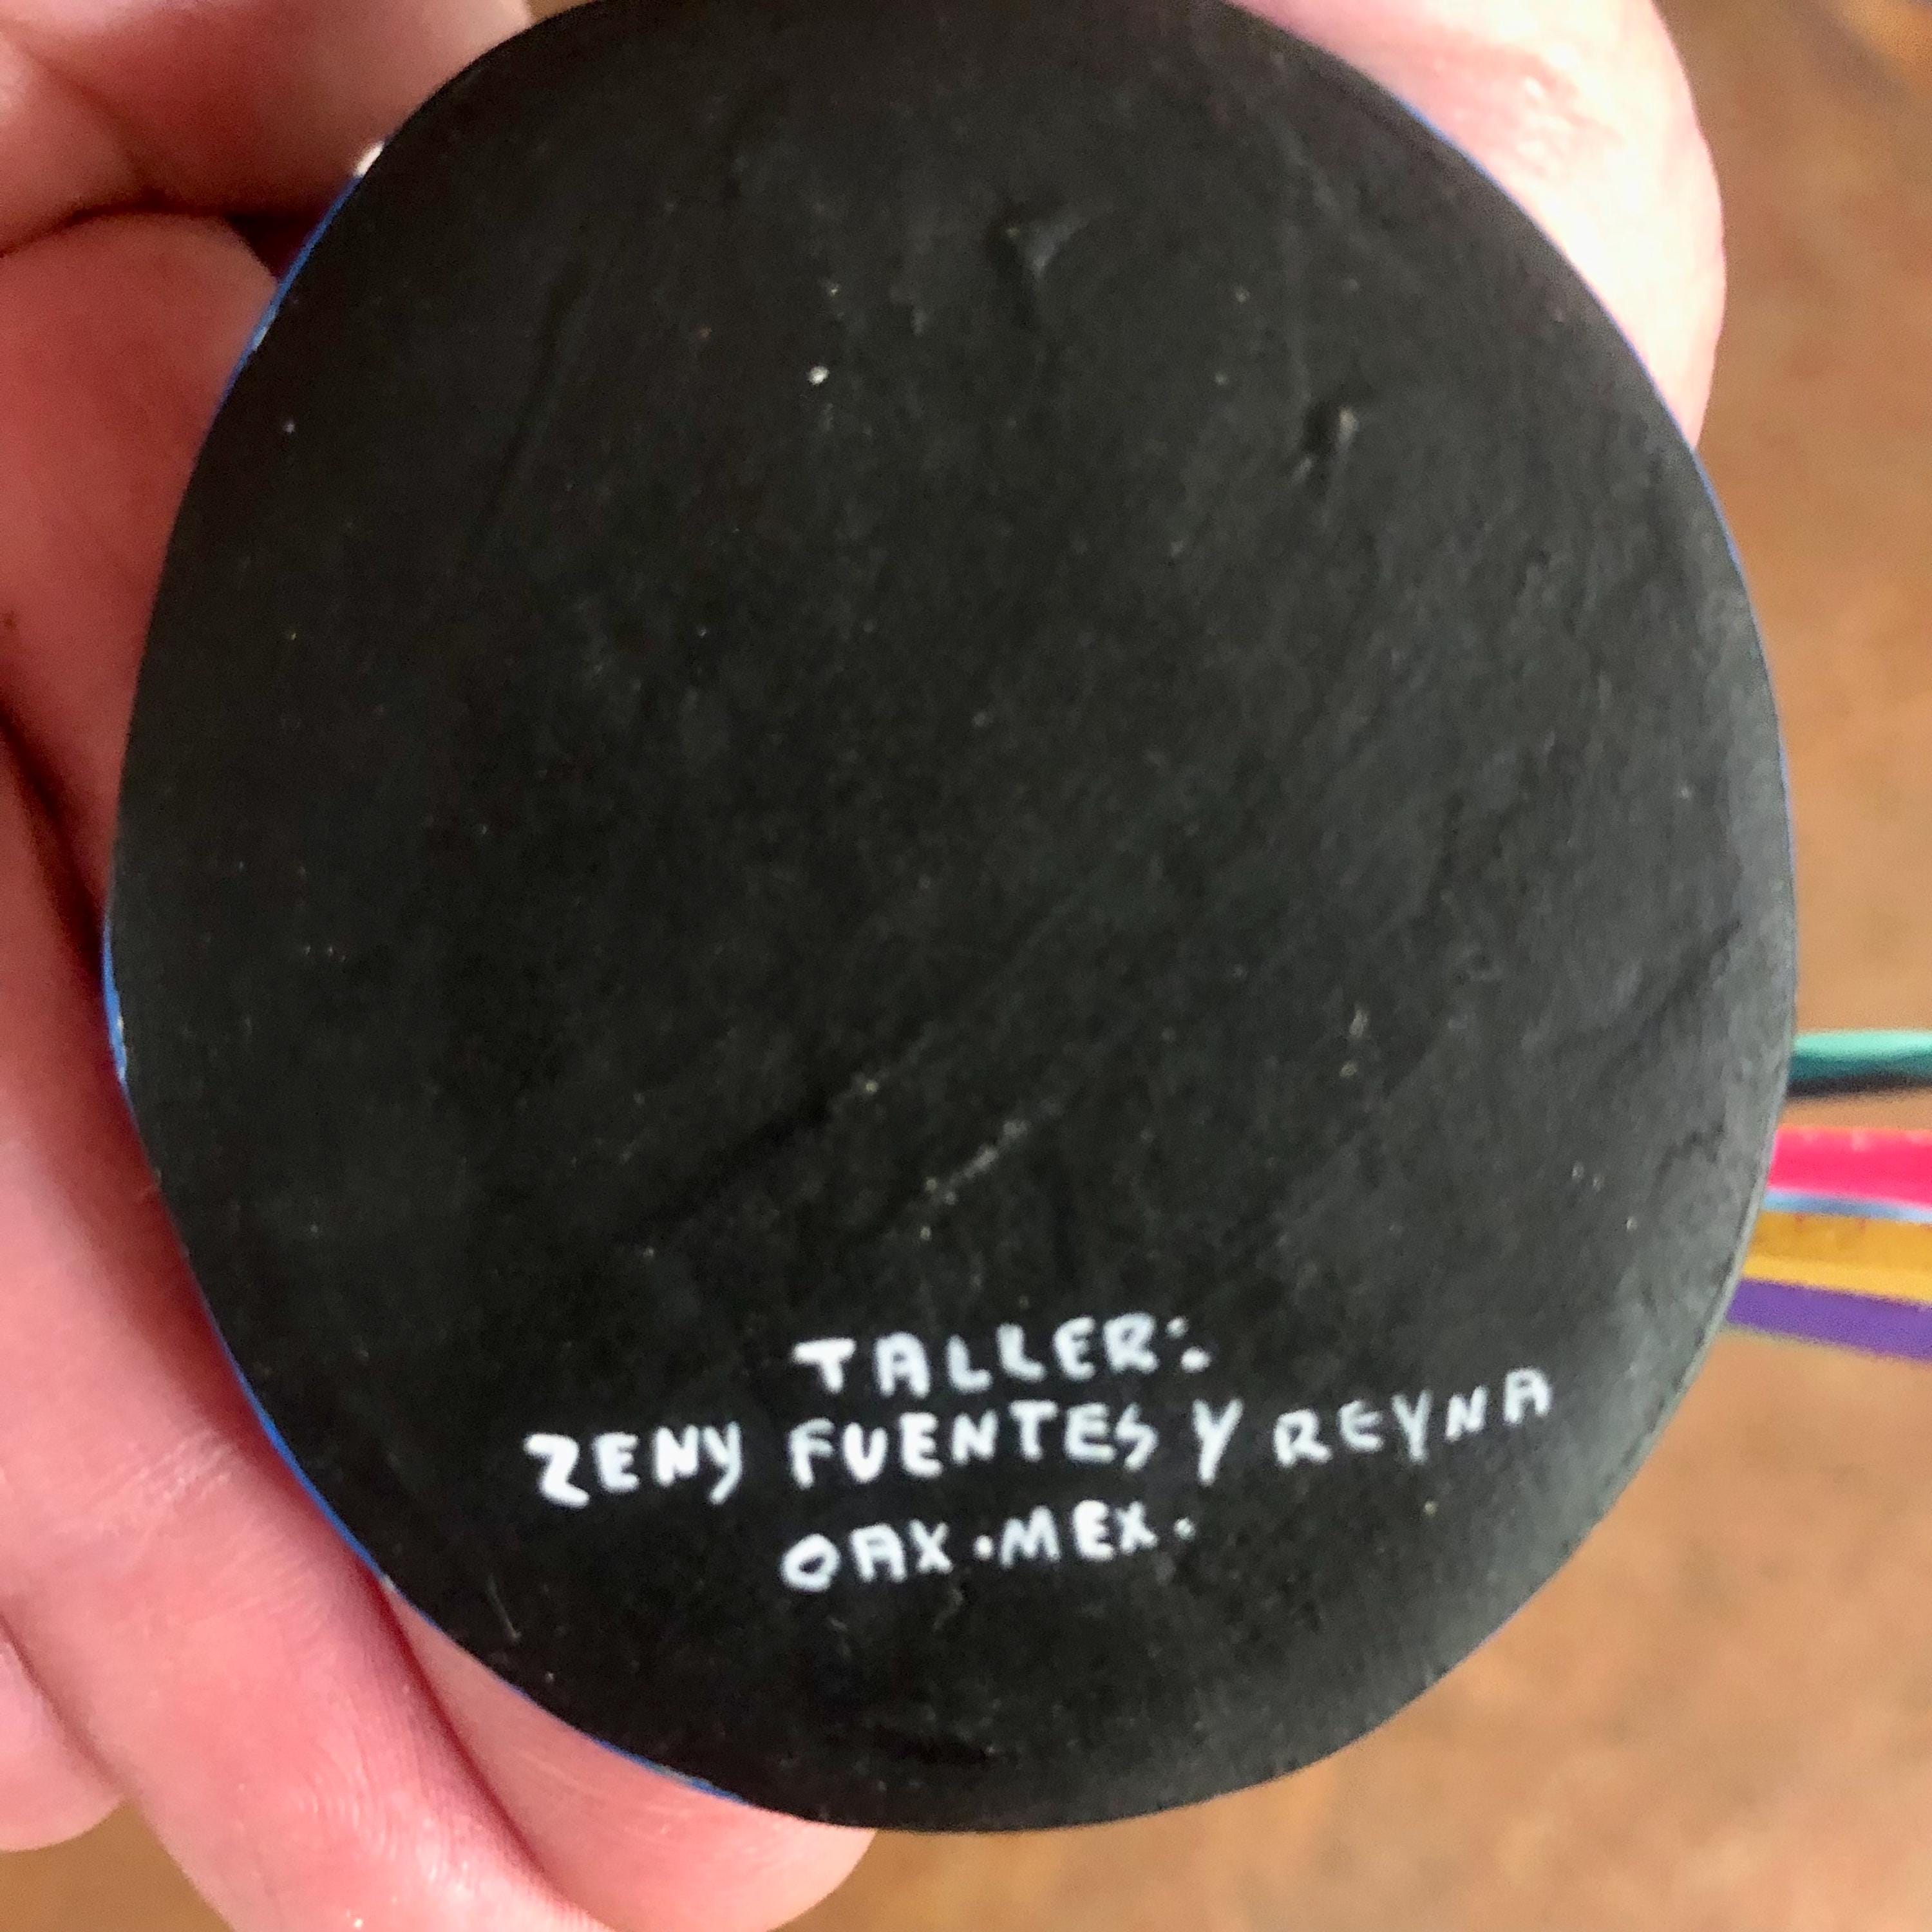 TALLER:
ZENY FUENTES Y REYNA
OAX.MEX.